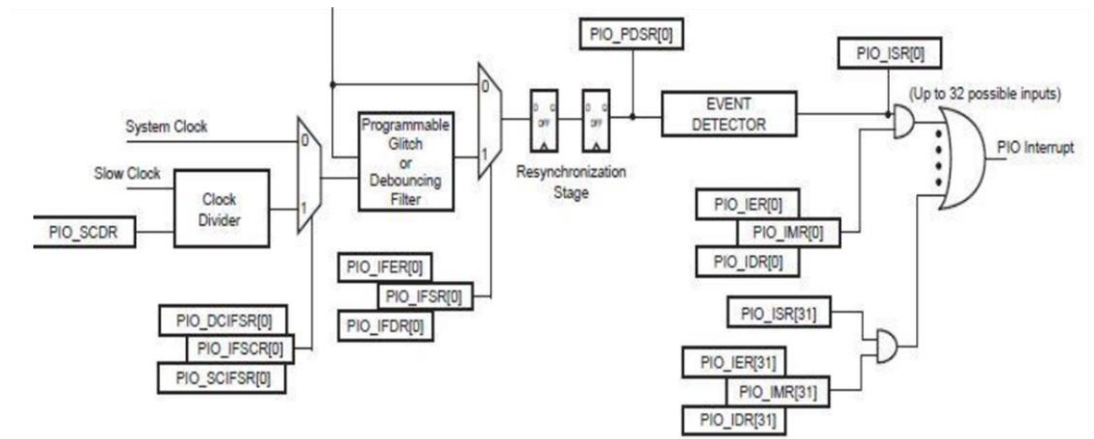 PIO_PDSR[0]
PIO_ISR[0]
(Up to 32 possible inputs)
EVENT
DETECTOR
System Clock
0
Programmable
Glitch
or
Debouncing
Filter
0
1
D Q
DFF
D Q
DFF
Resynchronization
Stage
PIO Interrupt
Slow Clock
Clock
Divider
1
PIO_SCDR
PIO_IER[0]
PIO_IMR[0]
PIO_IDR[0]
PIO_IFER[0]
PIO_IFSR[0]
PIO_IFDR[0]
PIO_DCIFSR[0]
PIO_IFSCR[0]
PIO_SCIFSR[0]
PIO_ISR[31]
PIO_IER[31]
PIO_IMR[31]
PIO_IDR[31]